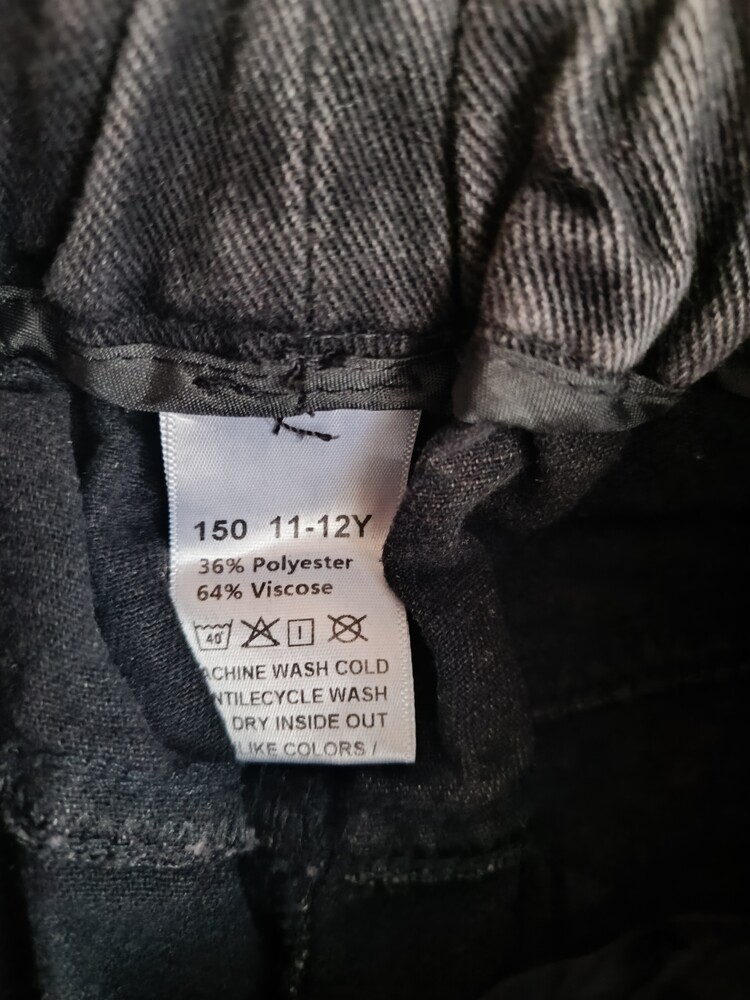 150 11-12Y
36% Polyester
64% Viscose
40°
ACHINE WASH COLD
NTILECYCLE WASH
DRY INSIDE OUT
LIKE COLORS /